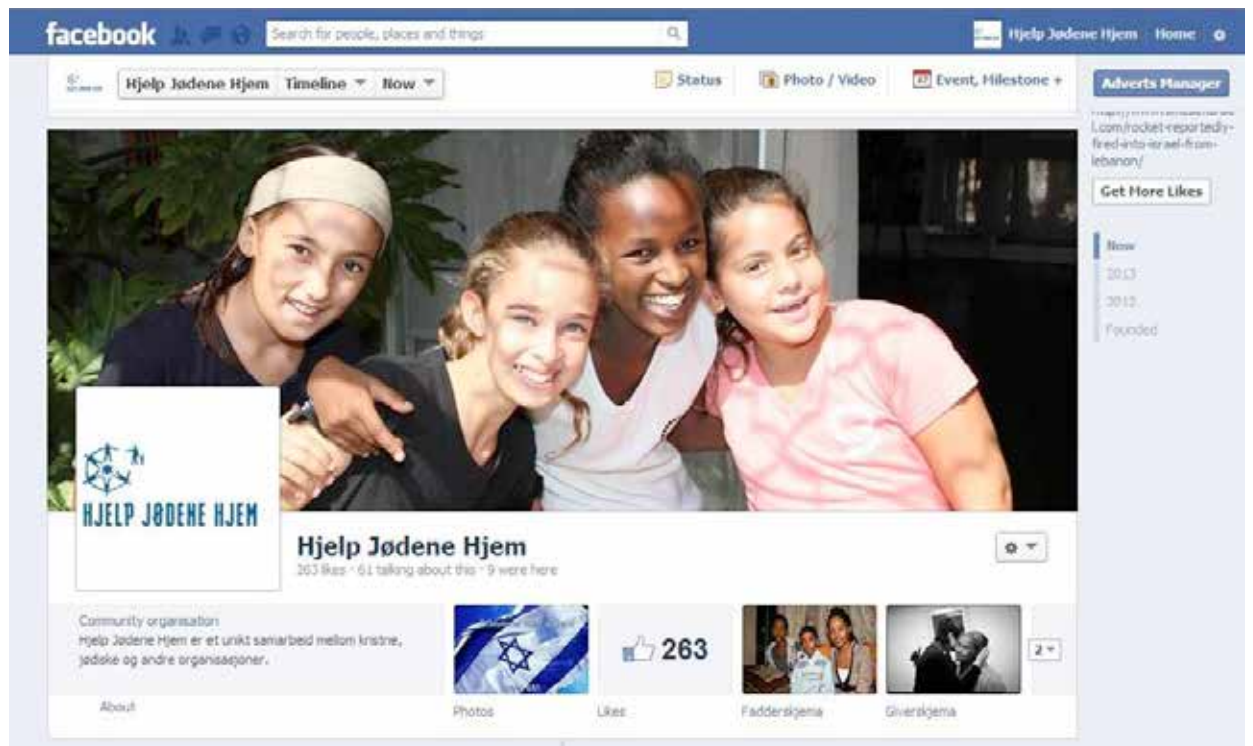 facebook
Search for people, places and things
Hjelp Jødene Hjem Home
Hjelp Jødene Hjem Timeline Now
Status
Photo / Video
Event, Milestone +
Adverts Manager
l.com/rocket-reportedly-
fired-into-israel-from-
lebanon/
Get More Likes
Now
2013
Founded
HJELP JØDENE HJEM
Hjelp Jødene Hjem
263 likes · 61 talking about this · 9 were here
Community organisation
Hjelp Jødene Hjem er et unikt samarbeid mellom kristne,
jødiske og andre organisasjoner.
About
263
2
Photos
Likes
Fadderskjema
Giverskjema